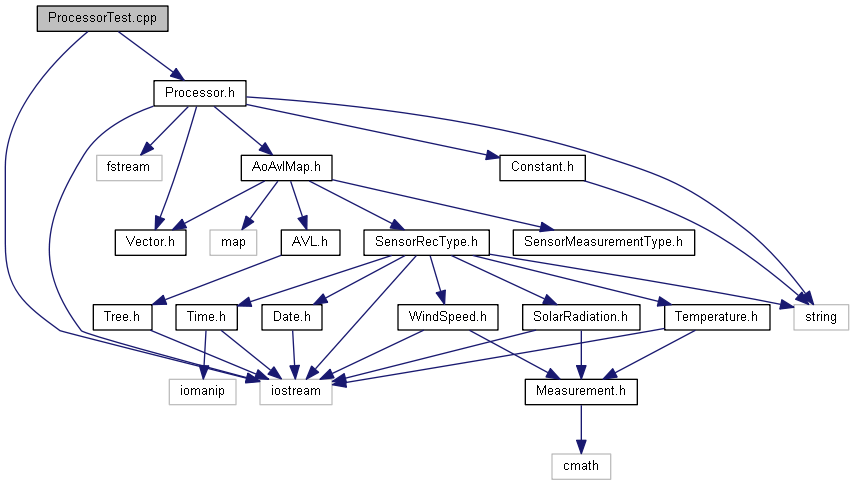 ProcessorTest.cpp
Processor.h
fstream
AoAvlMap.h
Constant.h
Vector.h
map
AVL.h
SensorRecType.h
SensorMeasurementType.h
Tree.h
Time.h
Date.h
WindSpeed.h
SolarRadiation.h
Temperature.h
string
iomanip
iostream
Measurement.h
cmath